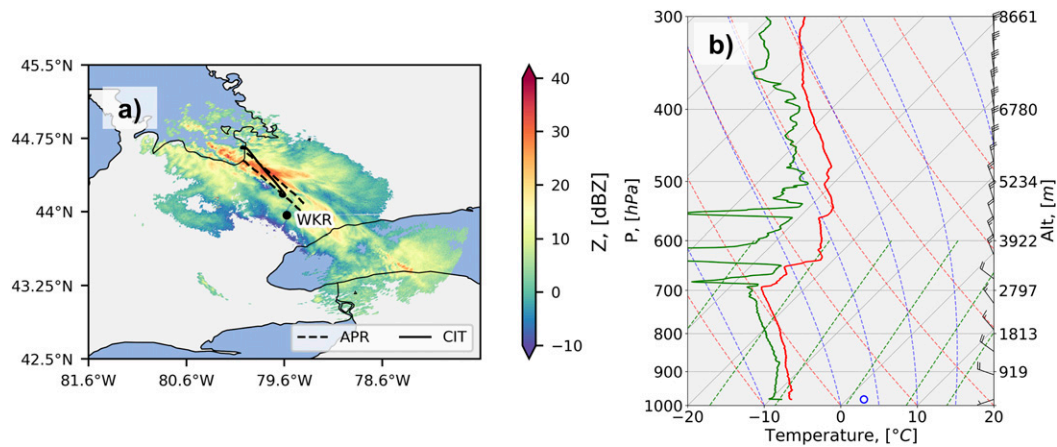 a)
45.5°N
44.75°N
44°N
43.25°N
42.5°N
81.6°W
80.6°W
79.6°W
78.6°W
WKR
APR
CIT
40
30
20
10
0
−10
Z, [dBZ]
b)
300
400
500
600
700
800
900
1000
P, [hPa]
−20
−10
0
10
20
Temperature, [°C]
8661
6780
5234
3922
2797
1813
919
Alt, [m]